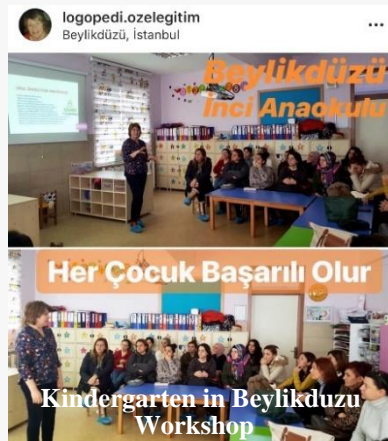 logopedi.ozelegitim
Beylikdüzü, İstanbul
Beylikdüzü
İnci Anaokulu
Her Çocuk Başarılı Olur
Kindergarten in Beylikduzu
Workshop